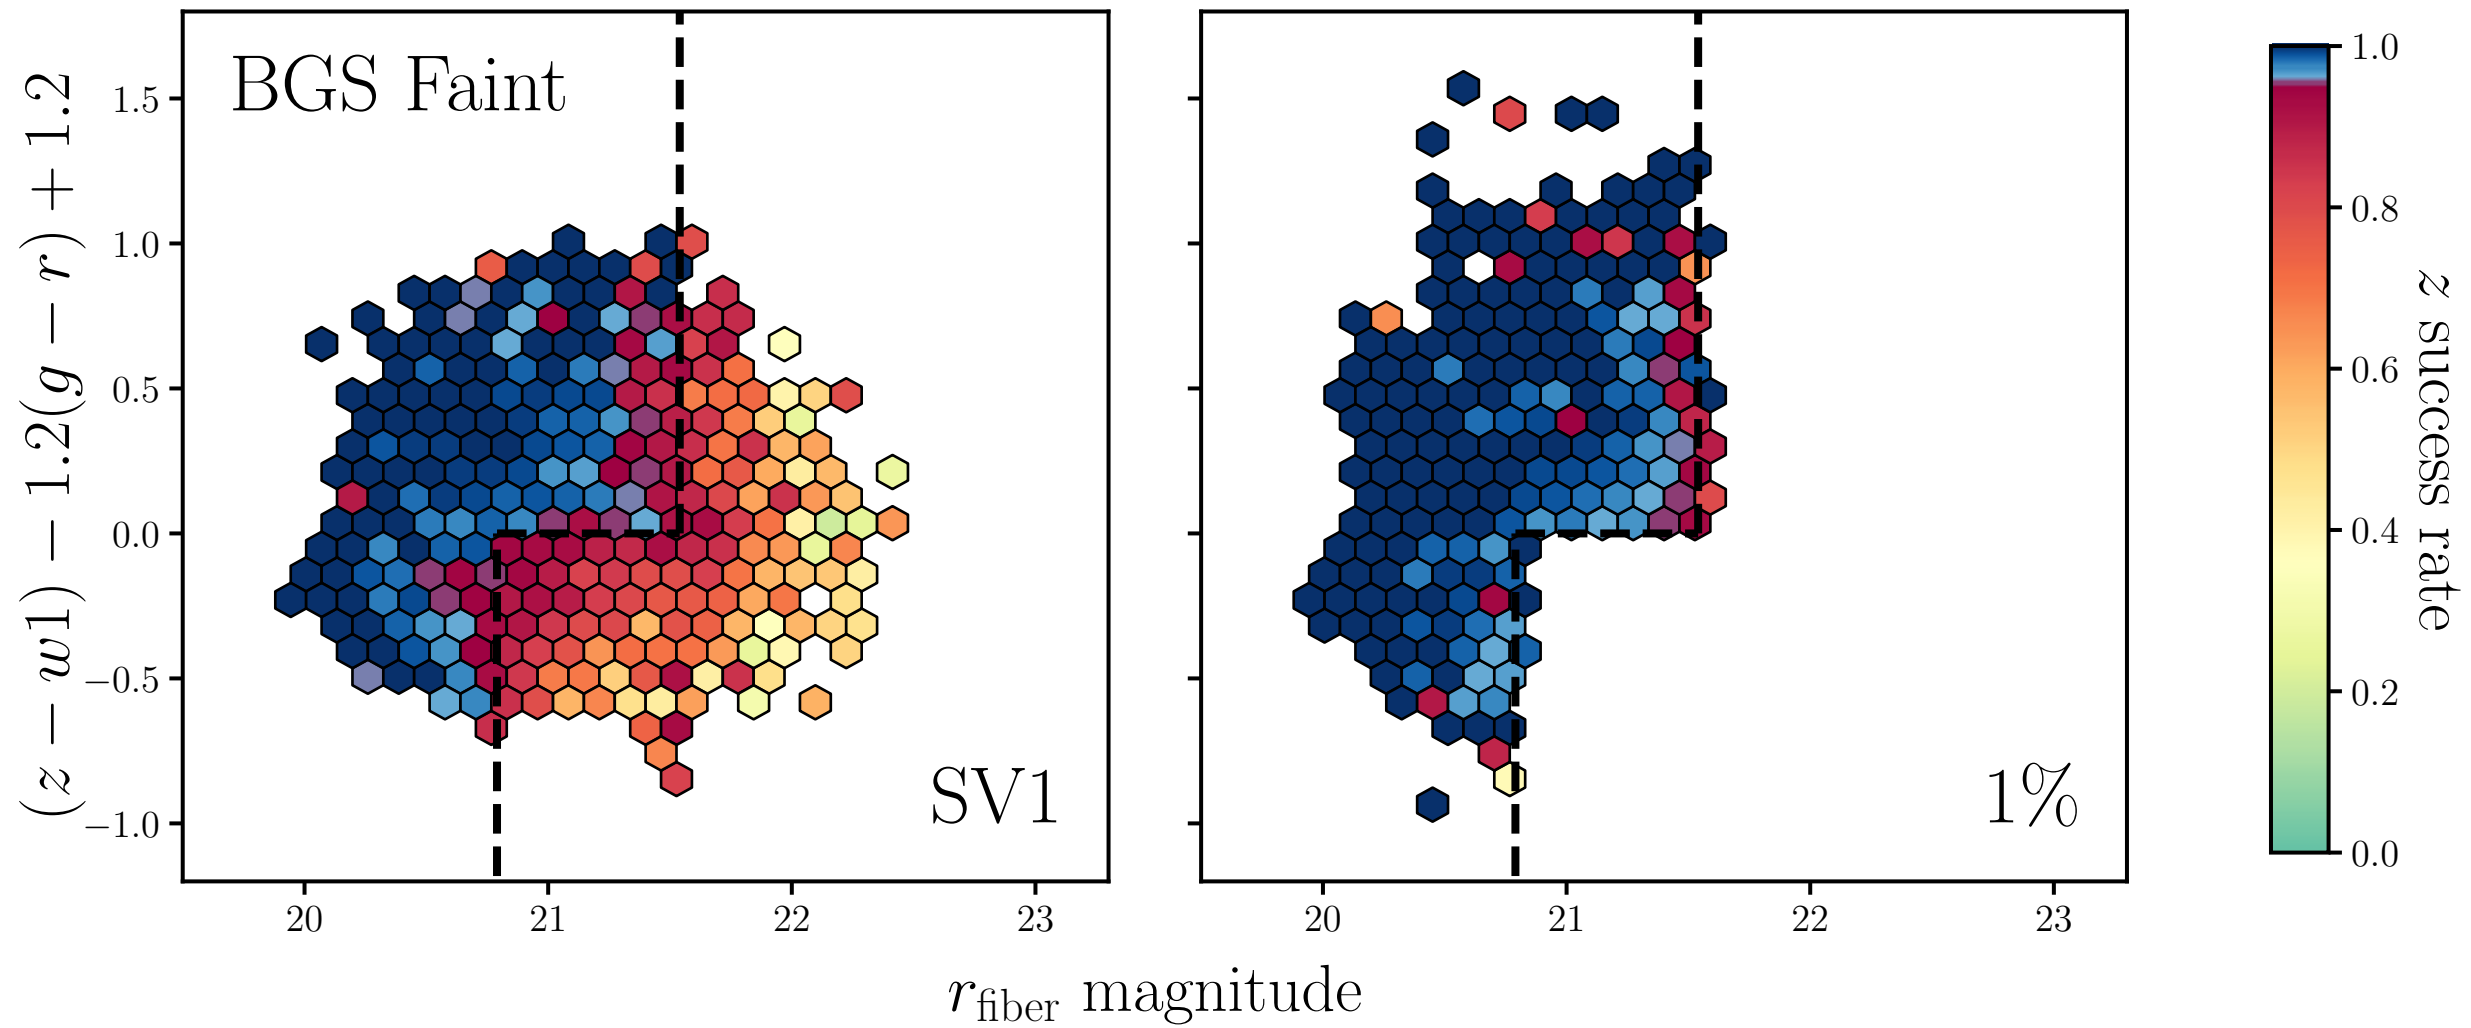 BGS Faint
SV1
1%
(z − w1) − 1.2(g − r) + 1.2
1.5
1.0
0.5
0.0
−0.5
−1.0
20 21 22 23
20 21 22 23
r_fiber magnitude
1.0
0.8
0.6
0.4
0.2
0.0
z success rate